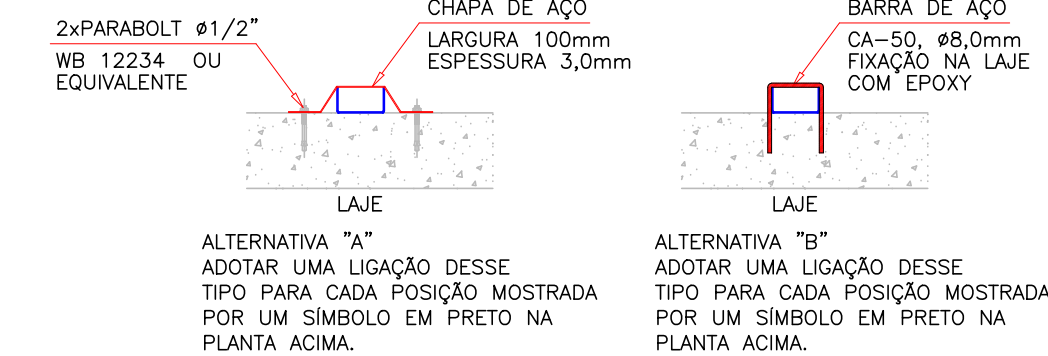 2xPARABOLT ø1/2"
WB 12234 OU
EQUIVALENTE
CHAPA DE AÇO
LARGURA 100mm
ESPESSURA 3,0mm
LAJE
ALTERNATIVA "A"
ADOTAR UMA LIGAÇÃO DESSE
TIPO PARA CADA POSIÇÃO MOSTRADA
POR UM SÍMBOLO EM PRETO NA
PLANTA ACIMA.
BARRA DE AÇO
CA-50, ø8,0mm
FIXAÇÃO NA LAJE
COM EPOXY
LAJE
ALTERNATIVA "B"
ADOTAR UMA LIGAÇÃO DESSE
TIPO PARA CADA POSIÇÃO MOSTRADA
POR UM SÍMBOLO EM PRETO NA
PLANTA ACIMA.